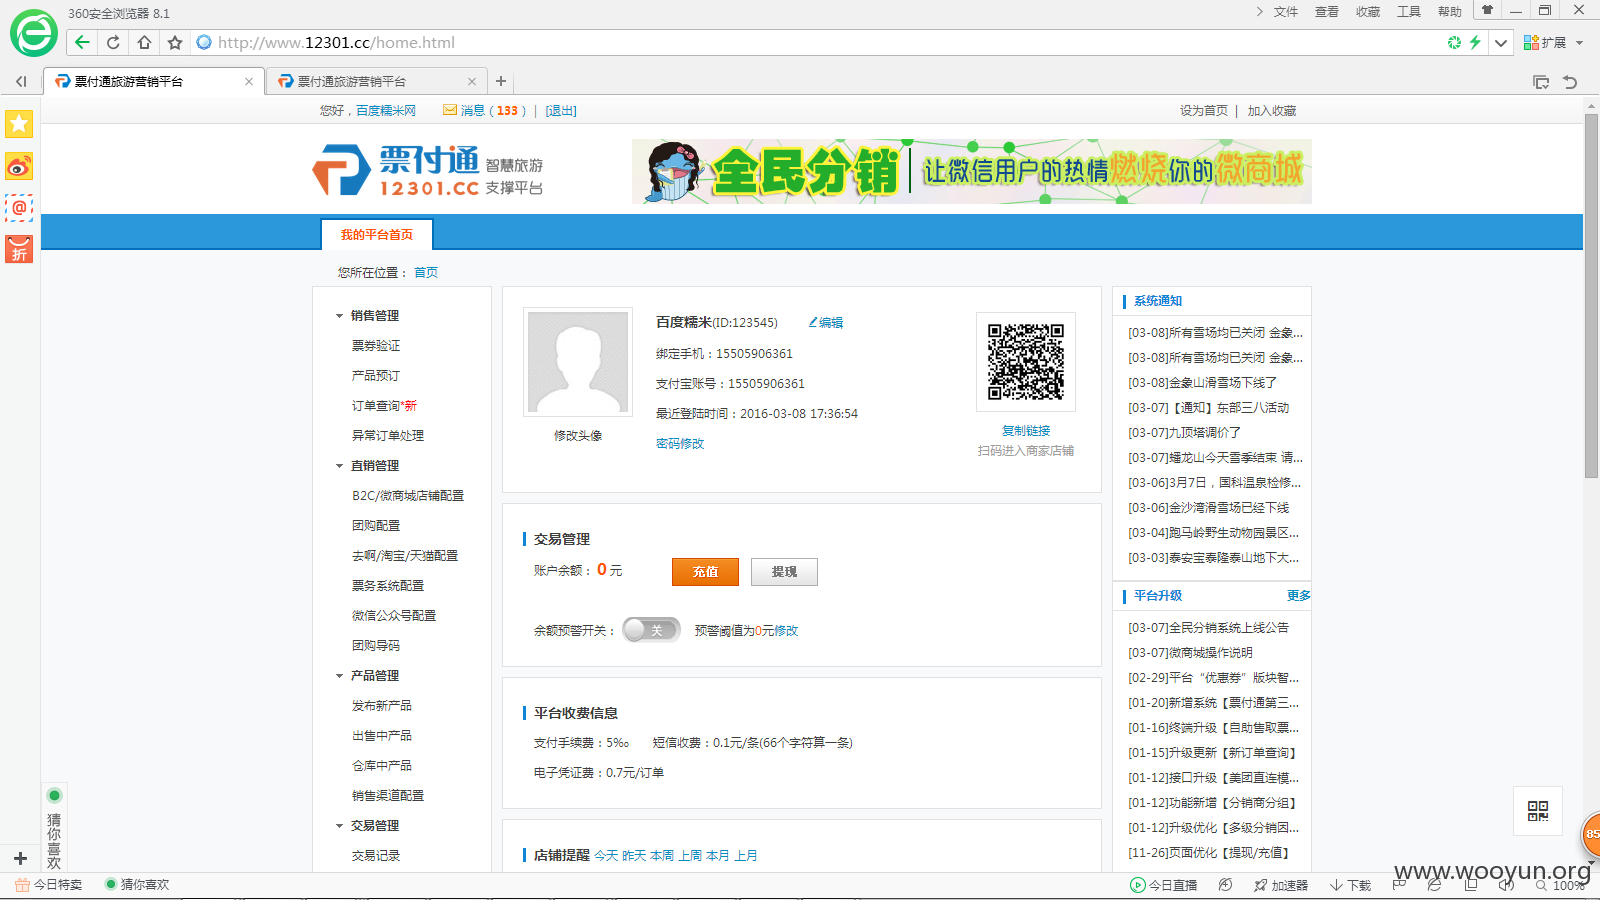 360安全浏览器 8.1
文件 查看 收藏 工具 帮助
http://www.12301.cc/home.html
扩展
票付通旅游营销平台
票付通旅游营销平台
您好，百度糯米网 消息（133）| [退出]
设为首页 | 加入收藏
票付通
12301.CC
智慧旅游
支撑平台
全民分销
让微信用户的热情燃烧你的微商城
我的平台首页
您所在位置： 首页
销售管理
票券验证
产品预订
订单查询*新
异常订单处理
直销管理
B2C/微商城店铺配置
团购配置
去啊/淘宝/天猫配置
票务系统配置
微信公众号配置
团购导码
产品管理
发布新产品
出售中产品
仓库中产品
销售渠道配置
交易管理
交易记录
修改头像
百度糯米(ID:123545) 编辑
绑定手机：15505906361
支付宝账号：15505906361
最近登陆时间：2016-03-08 17:36:54
密码修改
复制链接
扫码进入商家店铺
交易管理
账户余额：0 元
充值 提现
余额预警开关： 关 预警阈值为0元修改
平台收费信息
支付手续费：5‰ 短信收费：0.1元/条(66个字符算一条)
电子凭证费：0.7元/订单
店铺提醒 今天 昨天 本周 上周 本月 上月
系统通知
[03-08]所有雪场均已关闭 金象...
[03-08]所有雪场均已关闭 金象...
[03-08]金象山滑雪场下线了
[03-07]【通知】东部三八活动
[03-07]九顶塔调价了
[03-07]蟠龙山今天雪季结束 请...
[03-06]3月7日，国科温泉检修...
[03-06]金沙湾滑雪场已经下线
[03-04]跑马岭野生动物园景区...
[03-03]泰安宝泰隆泰山地下大...
平台升级 更多
[03-07]全民分销系统上线公告
[03-07]微商城操作说明
[02-29]平台“优惠券”版块智...
[01-20]新增系统【票付通第三...
[01-16]终端升级【自助售取票...
[01-15]升级更新【新订单查询】
[01-12]接口升级【美团直连模...
[01-12]功能新增【分销商分组】
[01-12]升级优化【多级分销因...
[11-26]页面优化【提现/充值】
@
折
猜你喜欢
85
www.wooyun.org
今日特卖 猜你喜欢
今日直播 加速器 下载 100%